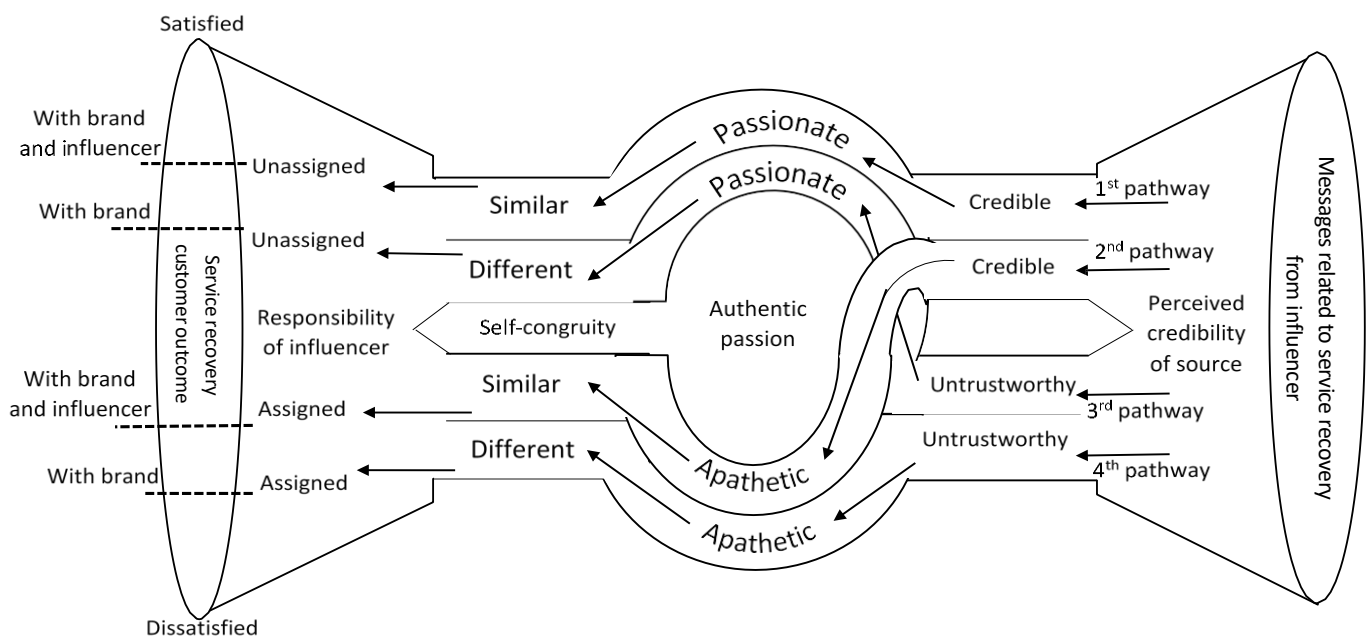 Satisfied
With brand
and influencer
Unassigned
With brand
Unassigned
Service recovery
customer outcome
Responsibility
of influencer
With brand
and influencer
Assigned
With brand
Assigned
Dissatisfied
Similar
Different
Self-congruity
Similar
Different
Passionate
Passionate
Authentic
passion
Apathetic
Apathetic
Credible
1st pathway
Credible
2nd pathway
Perceived
credibility
of source
Untrustworthy
3rd pathway
Untrustworthy
4th pathway
Messages related to service recovery
from influencer